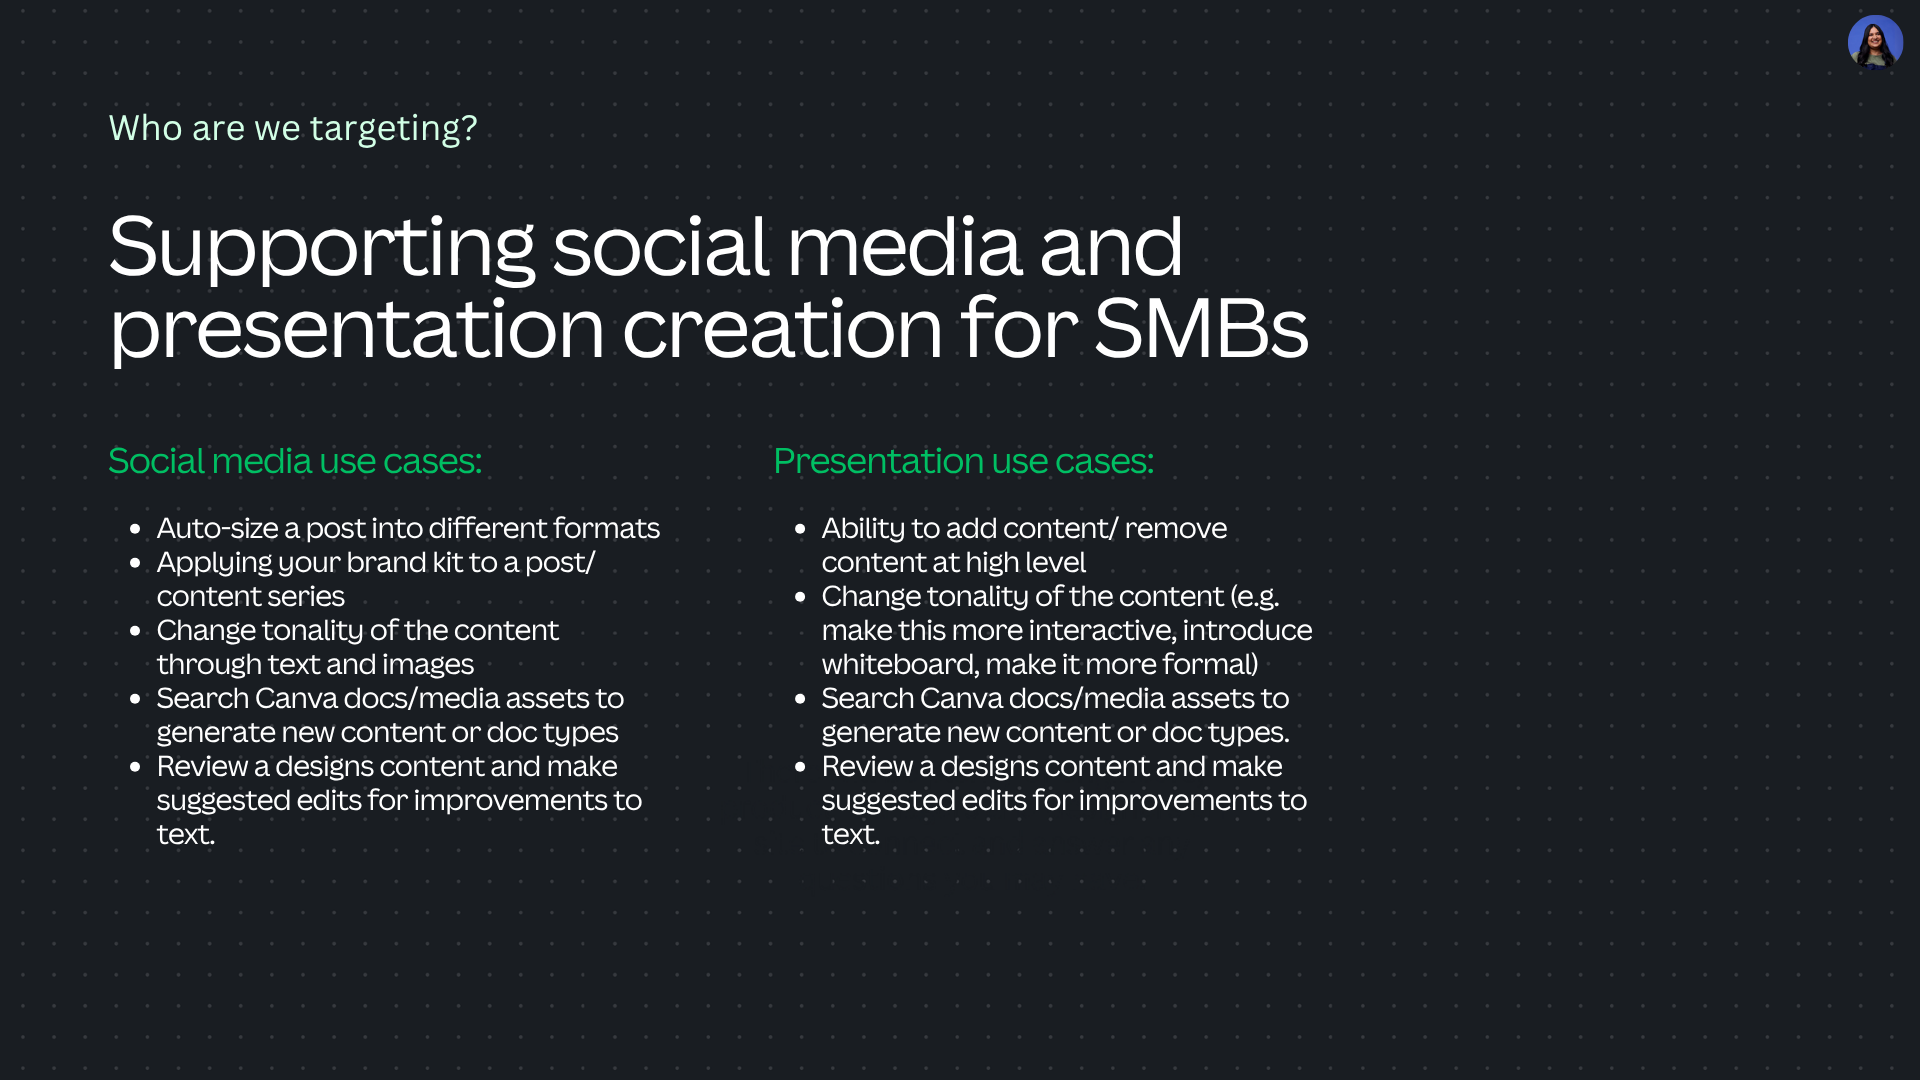 Who are we targeting?
Supporting social media and
presentation creation for SMBs
Social media use cases:
Auto-size a post into different formats
Applying your brand kit to a post/
content series
Change tonality of the content
through text and images
Search Canva docs/media assets to
generate new content or doc types
Review a designs content and make
suggested edits for improvements to
text.
Presentation use cases:
Ability to add content/ remove
content at high level
Change tonality of the content (e.g.
make this more interactive, introduce
whiteboard, make it more formal)
Search Canva docs/media assets to
generate new content or doc types.
Review a designs content and make
suggested edits for improvements to
text.